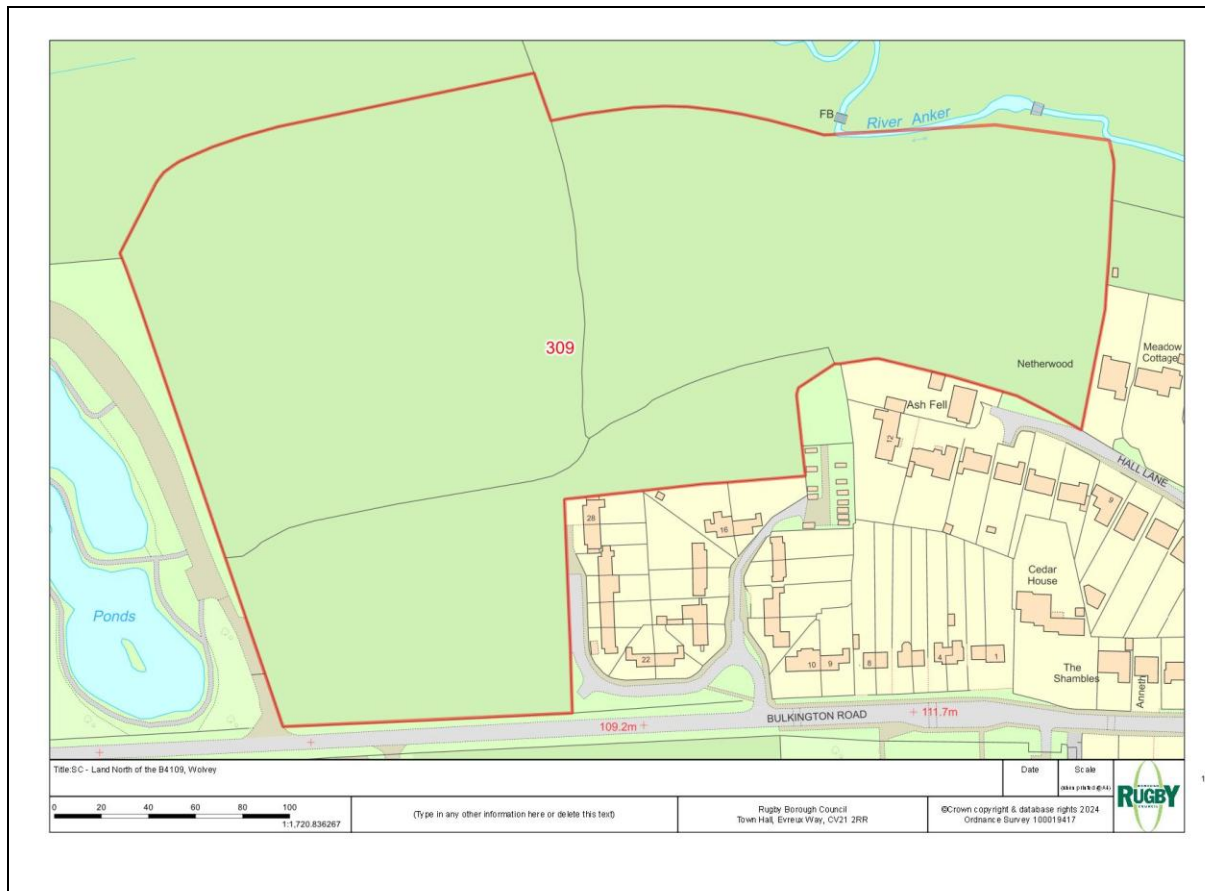 FB
River Anker
309
Netherwood
Meadow
Cottage
Ash Fell
12
HALL LANE
28
16
9
Cedar
House
Ponds
22
10
9
8
4
1
The
Shambles
Anneth
109.2m
BULKINGTON ROAD
111.7m
Title:SC - Land North of the B4109, Wolvey
Date
Scale
(when printed @A4)
0 20 40 60 80 100
1:1,720.836267
(Type in any other information here or delete this text)
Rugby Borough Council
Town Hall, Evreux Way, CV21 2RR
©Crown copyright & database rights 2024
Ordnance Survey 100019417
RUGBY
1